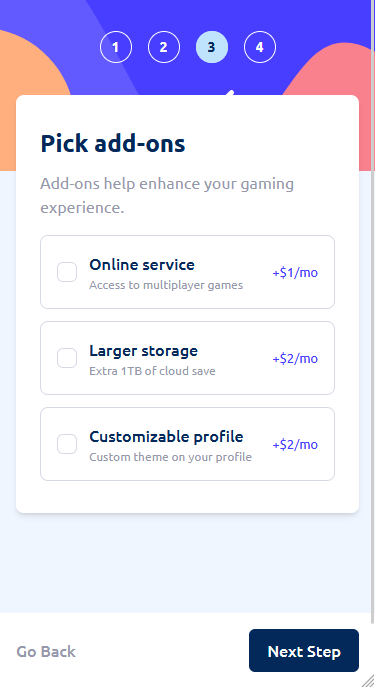 1 2 3 4
Pick add-ons
Add-ons help enhance your gaming
experience.
Online service
Access to multiplayer games
+$1/mo
Larger storage
Extra 1TB of cloud save
+$2/mo
Customizable profile
Custom theme on your profile
+$2/mo
Go Back
Next Step